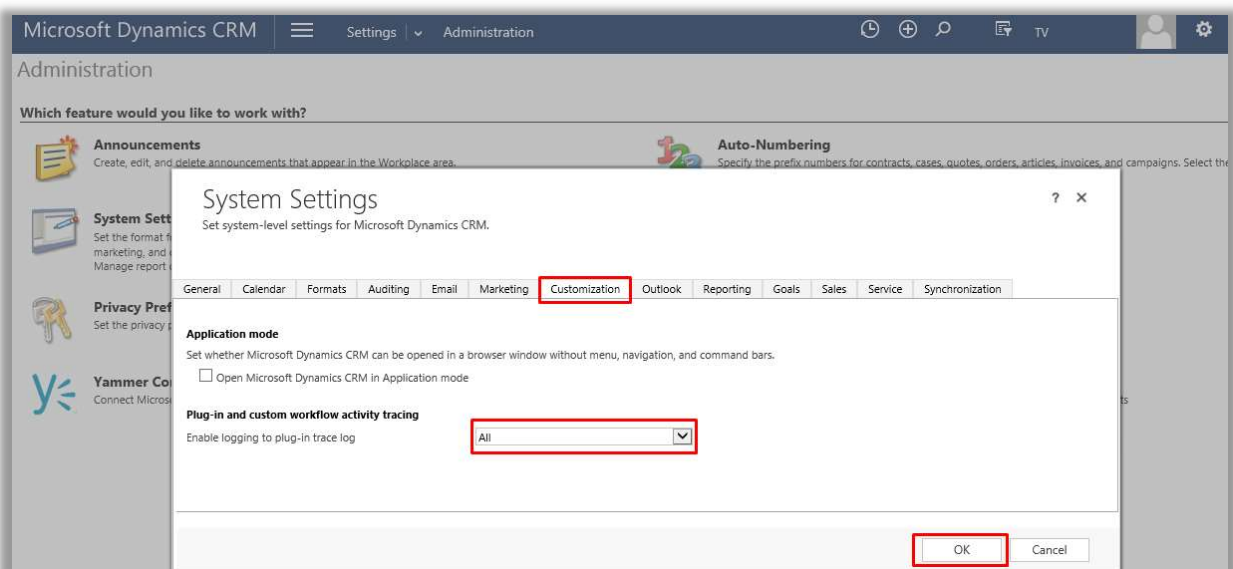 Microsoft Dynamics CRM Settings Administration TV
Administration
Which feature would you like to work with?
Announcements
Create, edit, and delete announcements that appear in the Workplace area.
Auto-Numbering
Specify the prefix numbers for contracts, cases, quotes, orders, articles, invoices, and campaigns. Select the
System Sett
Set the format f
marketing, and
Manage report
Privacy Pref
Set the privacy p
Yammer Co
Connect Micros
ts
System Settings
? X
Set system-level settings for Microsoft Dynamics CRM.
General Calendar Formats Auditing Email Marketing Customization Outlook Reporting Goals Sales Service Synchronization
Application mode
Set whether Microsoft Dynamics CRM can be opened in a browser window without menu, navigation, and command bars.
Open Microsoft Dynamics CRM in Application mode
Plug-in and custom workflow activity tracing
Enable logging to plug-in trace log All
OK Cancel